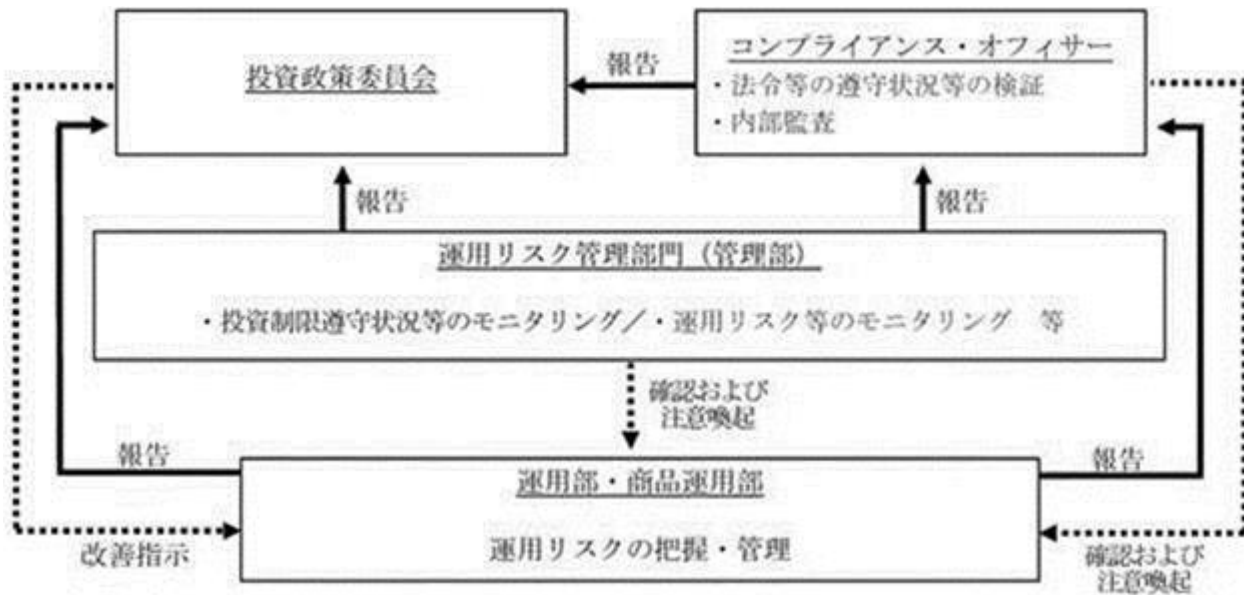 投資政策委員会
報告
コンプライアンス・オフィサー
・法令等の遵守状況等の検証
・内部監査
報告
報告
運用リスク管理部門（管理部）
・投資制限遵守状況等のモニタリング／・運用リスク等のモニタリング　等
確認および
注意喚起
報告
報告
運用部・商品運用部
運用リスクの把握・管理
改善指示
確認および
注意喚起